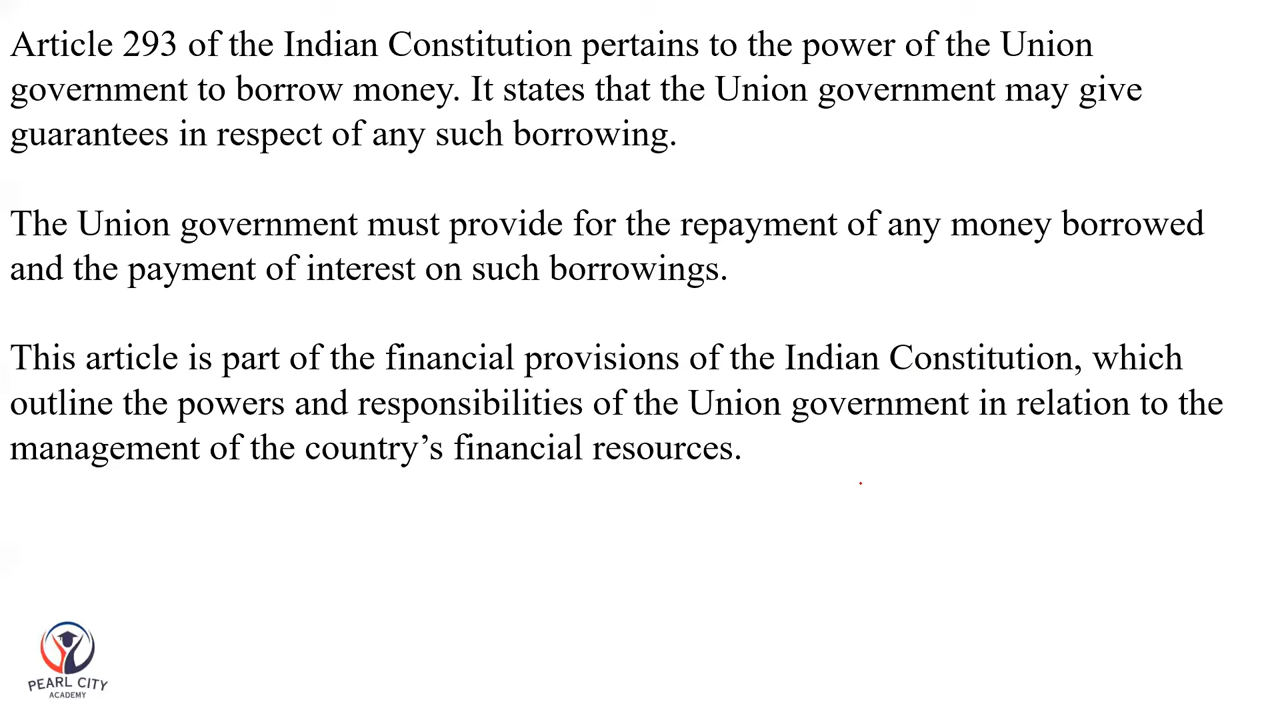 Article 293 of the Indian Constitution pertains to the power of the Union
government to borrow money. It states that the Union government may give
guarantees in respect of any such borrowing.
The Union government must provide for the repayment of any money borrowed
and the payment of interest on such borrowings.
This article is part of the financial provisions of the Indian Constitution, which
outline the powers and responsibilities of the Union government in relation to the
management of the country’s financial resources.
PEARL CITY
ACADEMY